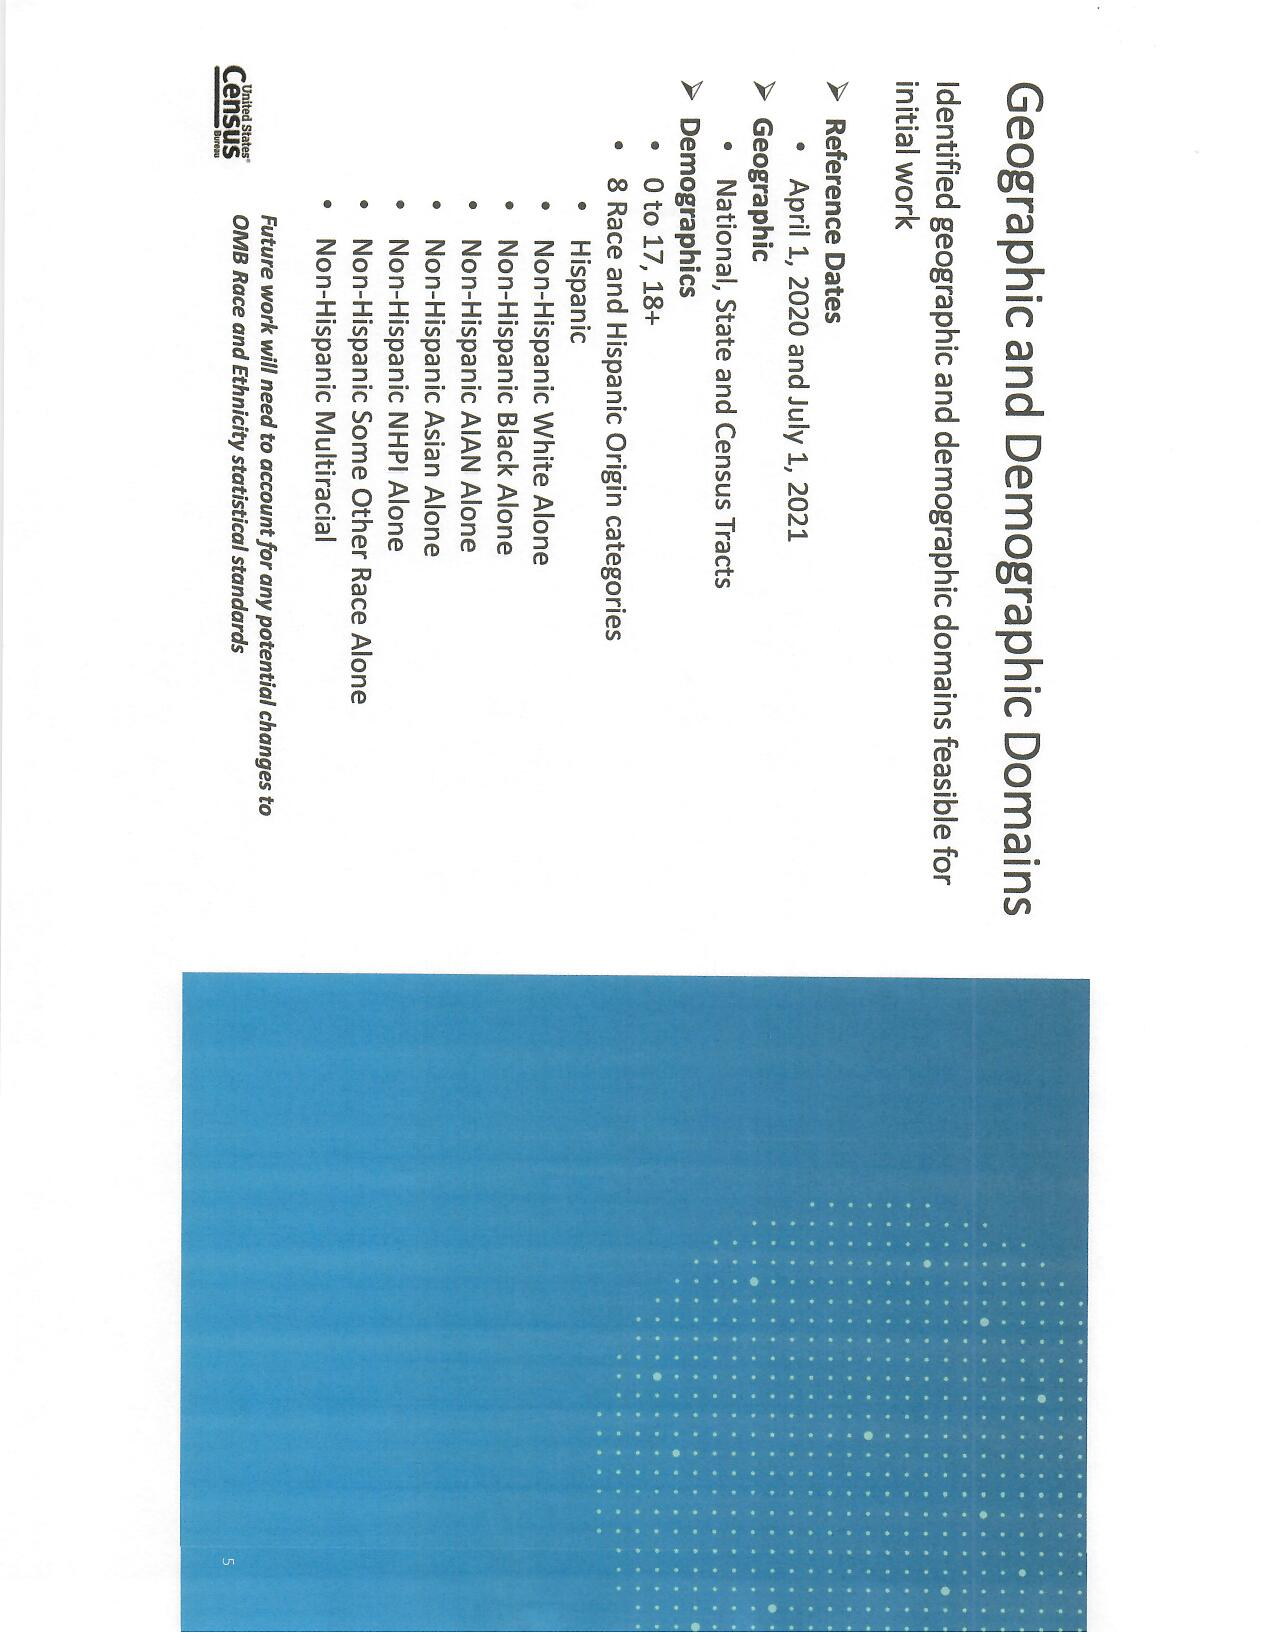 Geographic and Demographic Domains
Identified geographic and demographic domains feasible for
initial work
➢ Reference Dates
• April 1, 2020 and July 1, 2021
➢ Geographic
• National, State and Census Tracts
➢ Demographics
• 0 to 17, 18+
• 8 Race and Hispanic Origin categories
• Hispanic
• Non-Hispanic White Alone
• Non-Hispanic Black Alone
• Non-Hispanic AIAN Alone
• Non-Hispanic Asian Alone
• Non-Hispanic NHPI Alone
• Non-Hispanic Some Other Race Alone
• Non-Hispanic Multiracial
Future work will need to account for any potential changes to
OMB Race and Ethnicity statistical standards
United States®
Census
Bureau
5